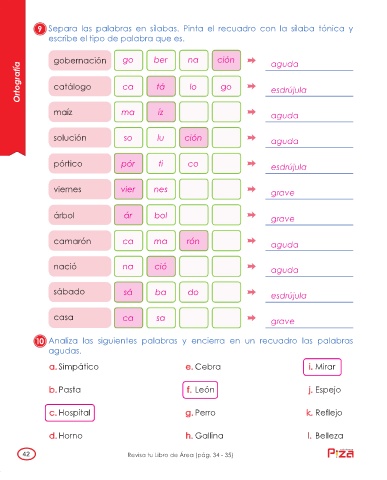 9 Separa las palabras en sílabas. Pinta el recuadro con la sílaba tónica y
escribe el tipo de palabra que es.
Ortografía
gobernación go ber na ción aguda
catálogo ca tá lo go esdrújula
maíz ma íz aguda
solución so lu ción aguda
pórtico pór ti co esdrújula
viernes vier nes grave
árbol ár bol grave
camarón ca ma rón aguda
nació na ció aguda
sábado sá ba do esdrújula
casa ca sa grave
10 Analiza las siguientes palabras y encierra en un recuadro las palabras
agudas.
a. Simpático e. Cebra i. Mirar
b. Pasta f. León j. Espejo
c. Hospital g. Perro k. Reflejo
d. Horno h. Gallina l. Belleza
42 Revisa tu Libro de Área (pág. 34 - 35) Piza